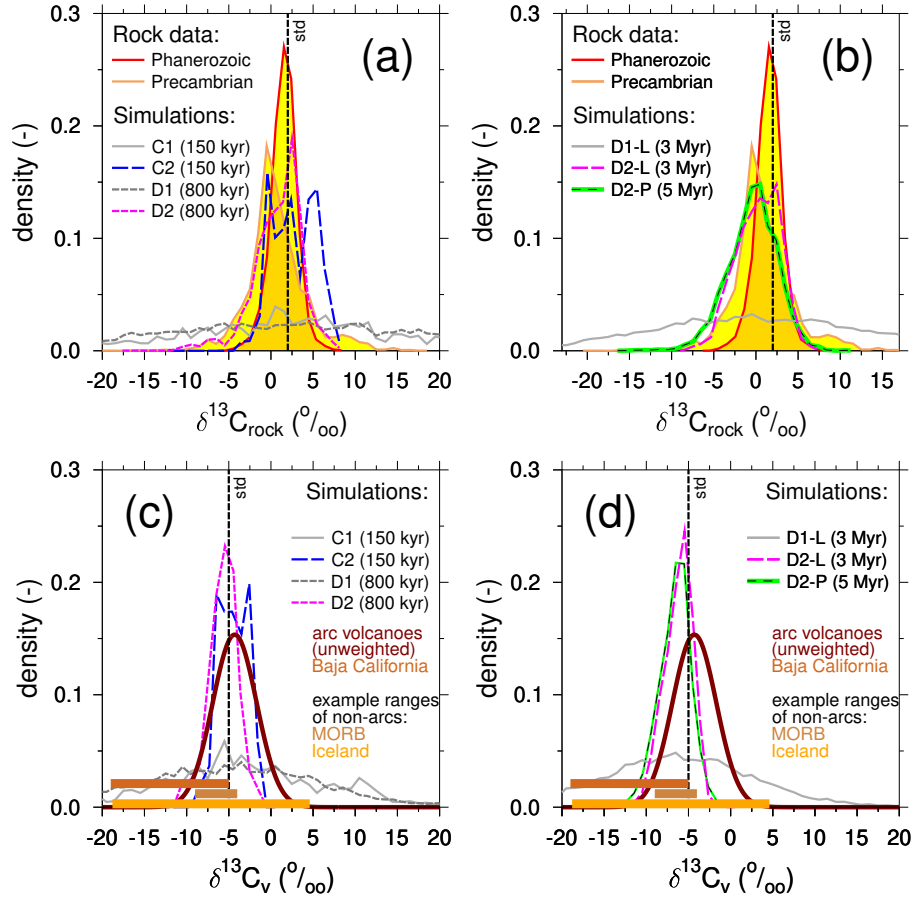 0.3
0.2
0.1
0.0
density (-)
Rock data:
Phanerozoic
Precambrian
Simulations:
C1 (150 kyr)
C2 (150 kyr)
D1 (800 kyr)
D2 (800 kyr)
std
(a)
-20 -15 -10 -5 0 5 10 15 20
δ13Crock (o/oo)
0.3
0.2
0.1
0.0
density (-)
Rock data:
Phanerozoic
Precambrian
Simulations:
D1-L (3 Myr)
D2-L (3 Myr)
D2-P (5 Myr)
std
(b)
-20 -15 -10 -5 0 5 10 15
δ13Crock (o/oo)
0.3
0.2
0.1
0.0
density (-)
(c)
std
Simulations:
C1 (150 kyr)
C2 (150 kyr)
D1 (800 kyr)
D2 (800 kyr)
arc volcanoes
(unweighted)
Baja California
example ranges
of non-arcs:
MORB
Iceland
-20 -15 -10 -5 0 5 10 15 20
δ13Cv (o/oo)
0.3
0.2
0.1
0.0
density (-)
(d)
std
Simulations:
D1-L (3 Myr)
D2-L (3 Myr)
D2-P (5 Myr)
arc volcanoes
(unweighted)
Baja California
example ranges
of non-arcs:
MORB
Iceland
-20 -15 -10 -5 0 5 10 15 20
δ13Cv (o/oo)